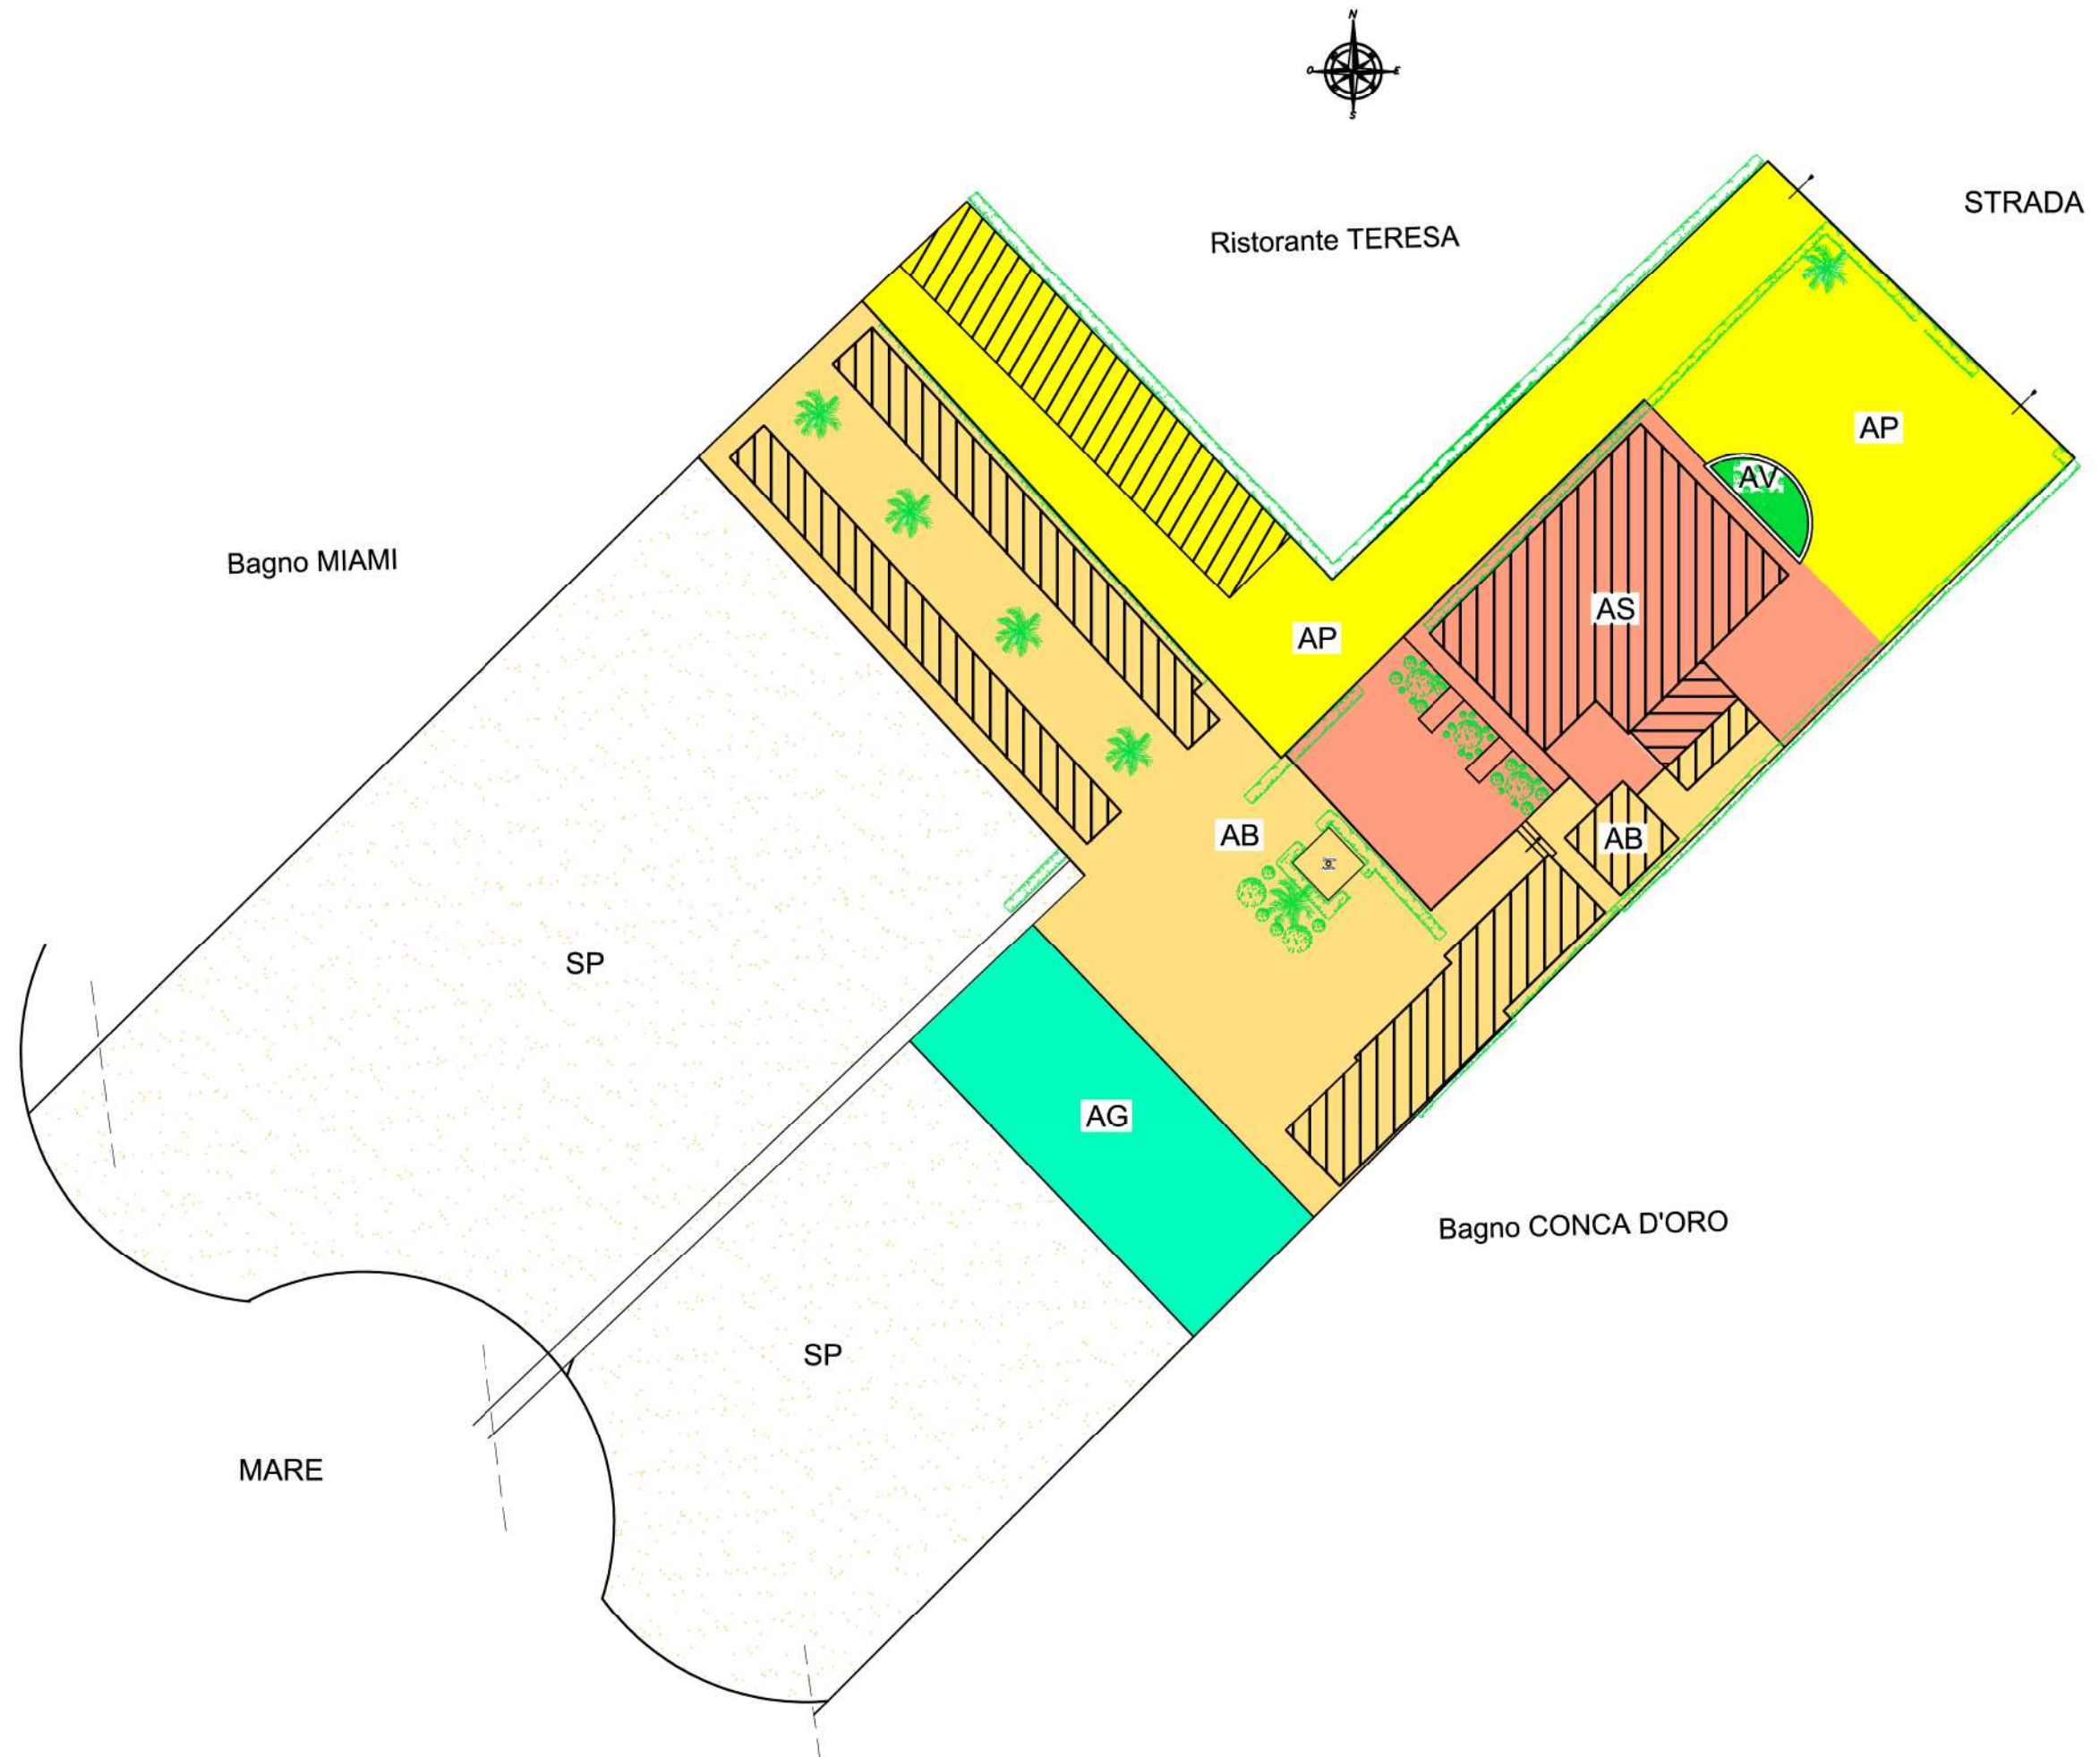 N
O E
S
STRADA
Ristorante TERESA
AP
AV
Bagno MIAMI
AS
AP
AB
AB
SP
AG
Bagno CONCA D'ORO
SP
MARE